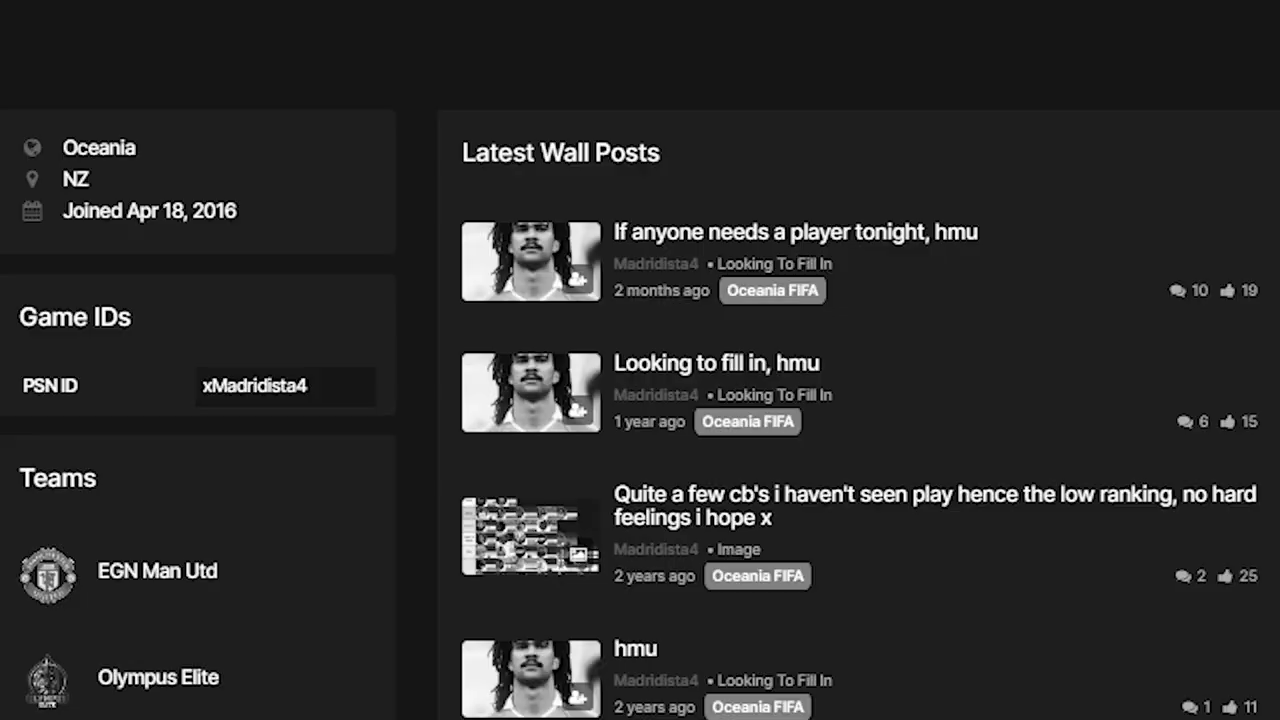 Oceania
NZ
Joined Apr 18, 2016
Game IDs
PSN ID
xMadridista4
Teams
EGN Man Utd
Olympus Elite
Latest Wall Posts
If anyone needs a player tonight, hmu
Madridista4 • Looking To Fill In
2 months ago Oceania FIFA 10 19
Looking to fill in, hmu
Madridista4 • Looking To Fill In
1 year ago Oceania FIFA 6 15
Quite a few cb's i haven't seen play hence the low ranking, no hard
feelings i hope x
Madridista4 • Image
2 years ago Oceania FIFA 2 25
hmu
Madridista4 • Looking To Fill In
2 years ago Oceania FIFA 1 11